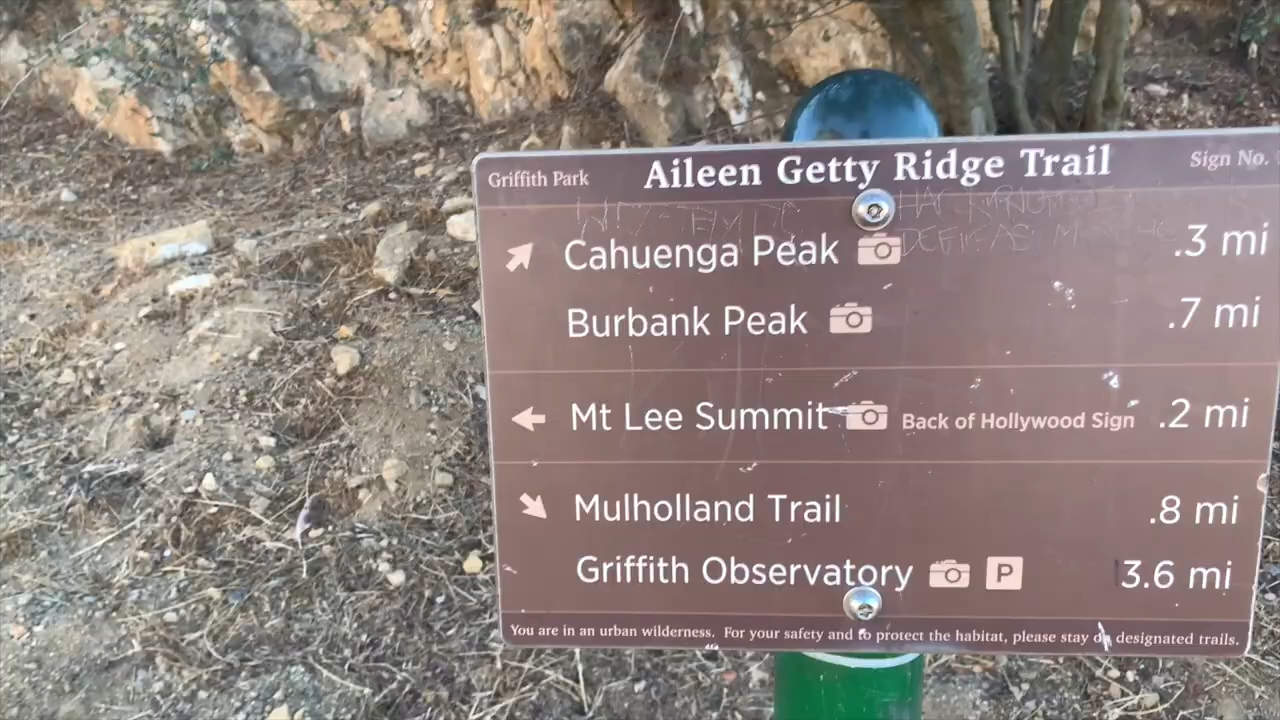 Griffith Park Aileen Getty Ridge Trail Sign No.
Cahuenga Peak .3 mi
Burbank Peak .7 mi
Mt Lee Summit Back of Hollywood Sign .2 mi
Mulholland Trail .8 mi
Griffith Observatory P 3.6 mi
You are in an urban wilderness. For your safety and to protect the habitat, please stay on designated trails.